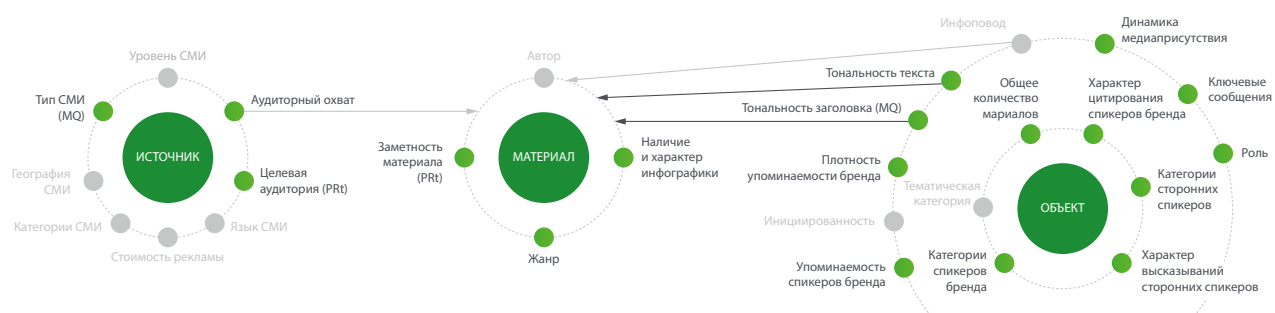 Уровень СМИ
Тип СМИ
(MQ)
Аудиторный охват
ИСТОЧНИК
География
СМИ
Целевая
аудитория (PRt)
Категории СМИ
Язык СМИ
Стоимость рекламы
Автор
Заметность
материала
(PRt)
МАТЕРИАЛ
Наличие
и характер
инфографики
Жанр
Инфоповод
Динамика
медиаприсутствия
Тональность текста
Ключевые
сообщения
Тональность заголовка (MQ)
Общее
количество
мариалов
Характер
цитирования
спикеров бренда
Роль
Плотность
упоминаемости бренда
Тематическая
категория
ОБЪЕКТ
Категории
сторонних
спикеров
Инициированность
Упоминаемость
спикеров бренда
Категории
спикеров
бренда
Характер
высказываний
сторонних спикеров